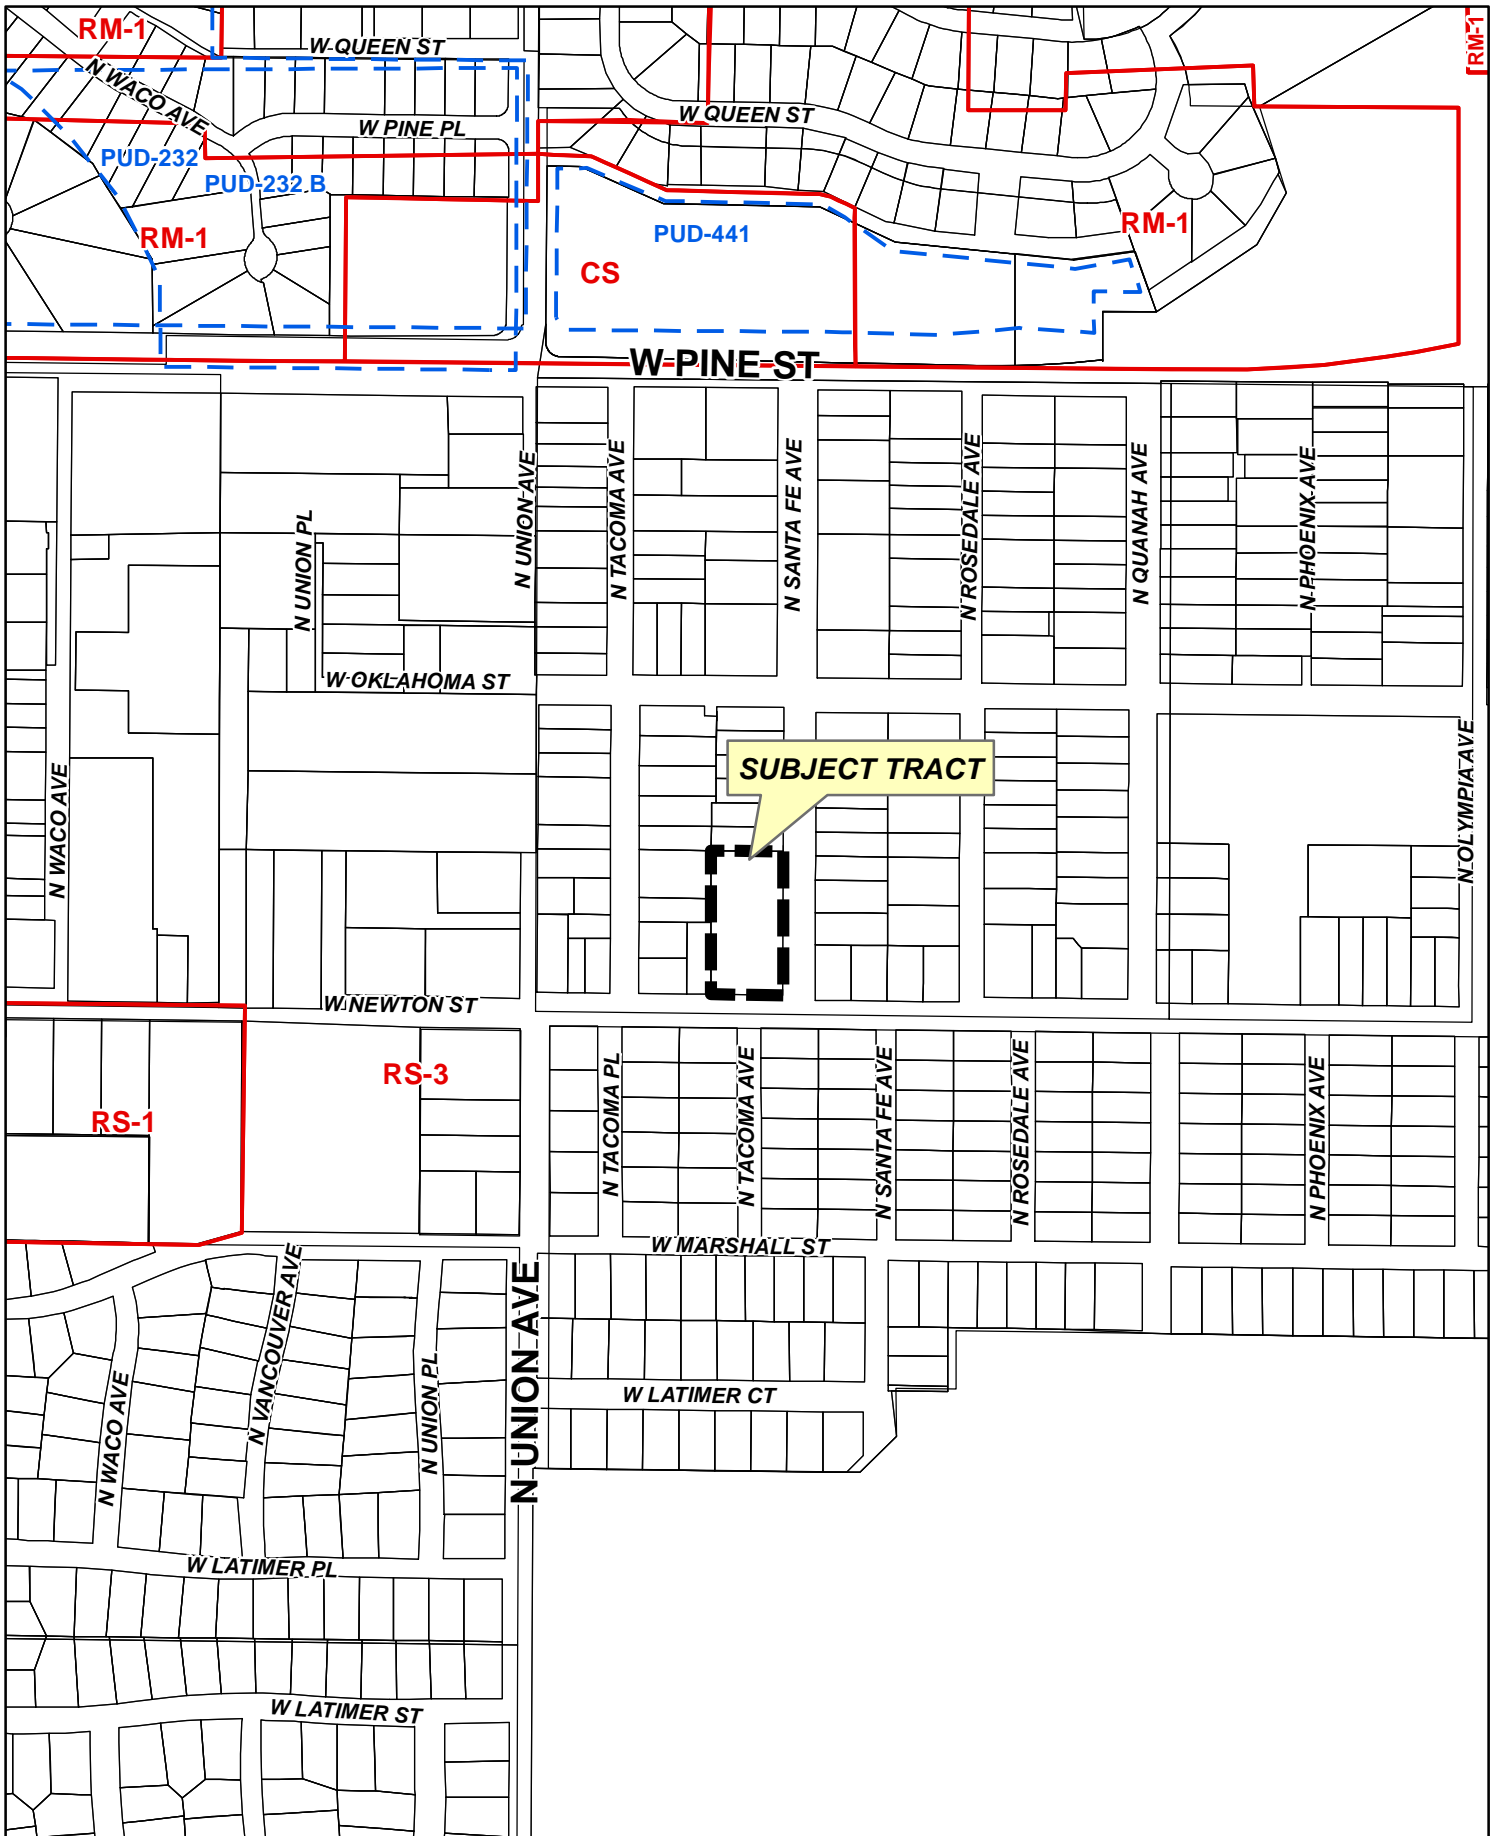 RM-1
RM-1
W QUEEN ST
N WACO AVE
W QUEEN ST
W PINE PL
PUD-232
PUD-232 B
RM-1
PUD-441
RM-1
CS
W PINE ST
N UNION PL
N UNION AVE
N TACOMA AVE
N SANTA FE AVE
N ROSEDALE AVE
N QUANAH AVE
N PHOENIX AVE
W OKLAHOMA ST
N WACO AVE
SUBJECT TRACT
N OLYMPIA AVE
W NEWTON ST
RS-3
RS-1
N TACOMA PL
N TACOMA AVE
N SANTA FE AVE
N ROSEDALE AVE
N PHOENIX AVE
W MARSHALL ST
N VANCOUVER AVE
N UNION AVE
N WACO AVE
N UNION PL
W LATIMER CT
W LATIMER PL
W LATIMER ST